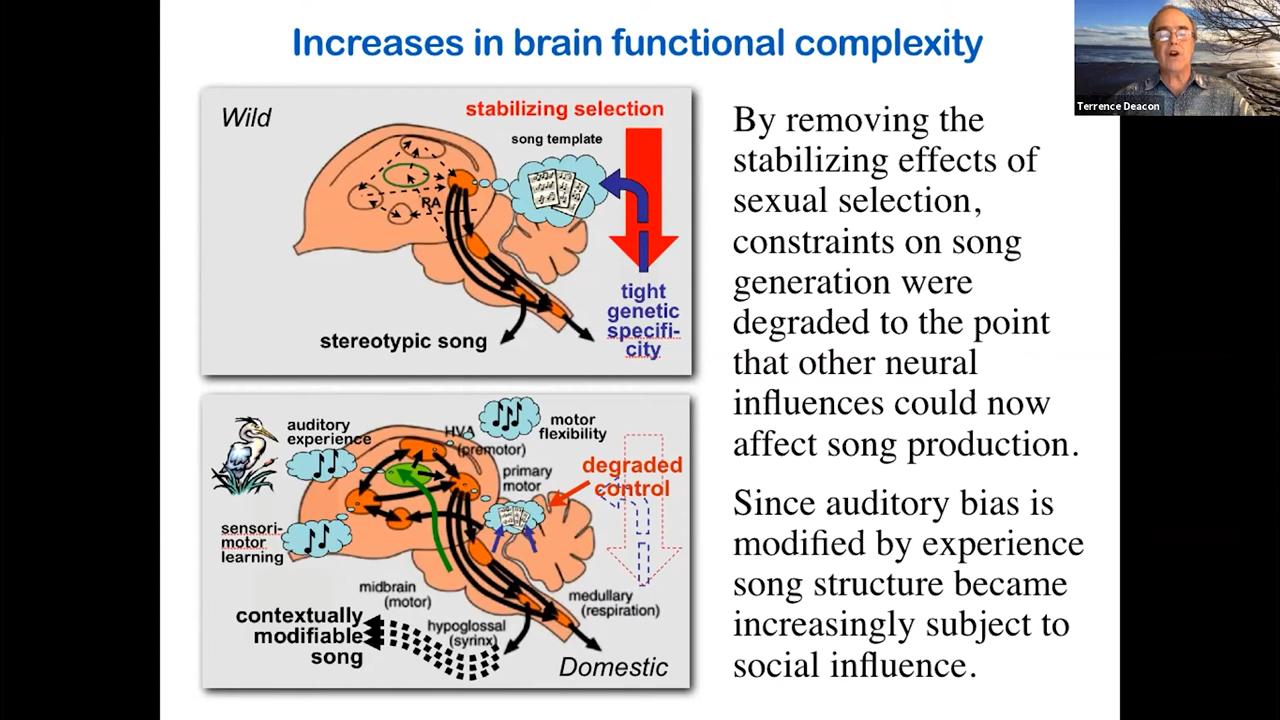 Increases in brain functional complexity
Terrence Deacon
Wild
stabilizing selection
song template
RA
tight
genetic
specifi-
city
stereotypic song
By removing the
stabilizing effects of
sexual selection,
constraints on song
generation were
degraded to the point
that other neural
influences could now
affect song production.
Since auditory bias is
modified by experience
song structure became
increasingly subject to
social influence.
auditory
experience
HVA
(premotor)
motor
flexibility
primary
motor
degraded
control
sensori-
motor
learning
midbrain
(motor)
medullary
(respiration)
hypoglossal
(syrinx)
contextually
modifiable
song
Domestic